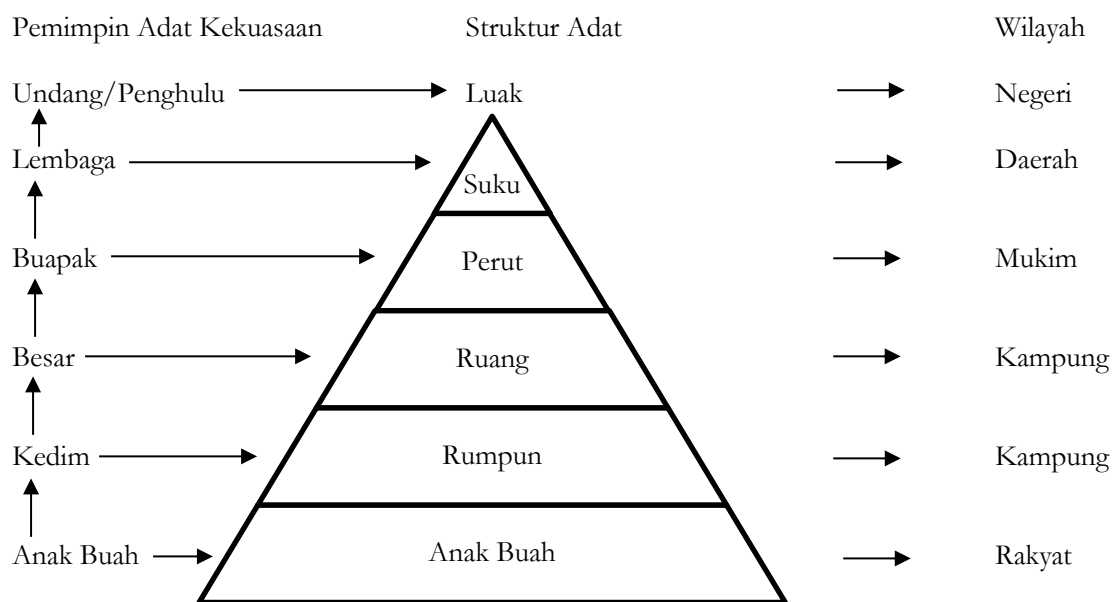 Pemimpin Adat Kekuasaan Struktur Adat Wilayah
Undang/Penghulu Luak Negeri
Lembaga Suku Daerah
Buapak Perut Mukim
Besar Ruang Kampung
Kedim Rumpun Kampung
Anak Buah Anak Buah Rakyat